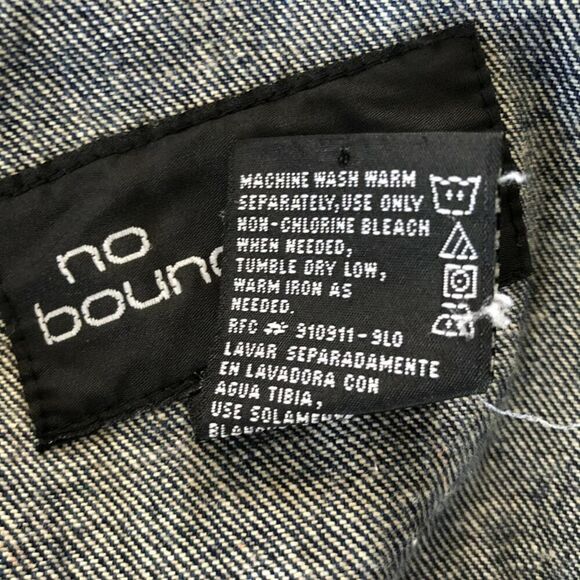 no
MACHINE WASH WARM
SEPARATELY, USE ONLY
NON-CHLORINE BLEACH
WHEN NEEDED,
TUMBLE DRY LOW,
WARM IRON AS
NEEDED.
RFC 910911-9L0
LAVAR SEPARADAMENTE
EN LAVADORA CON
AGUA TIBIA,
USE